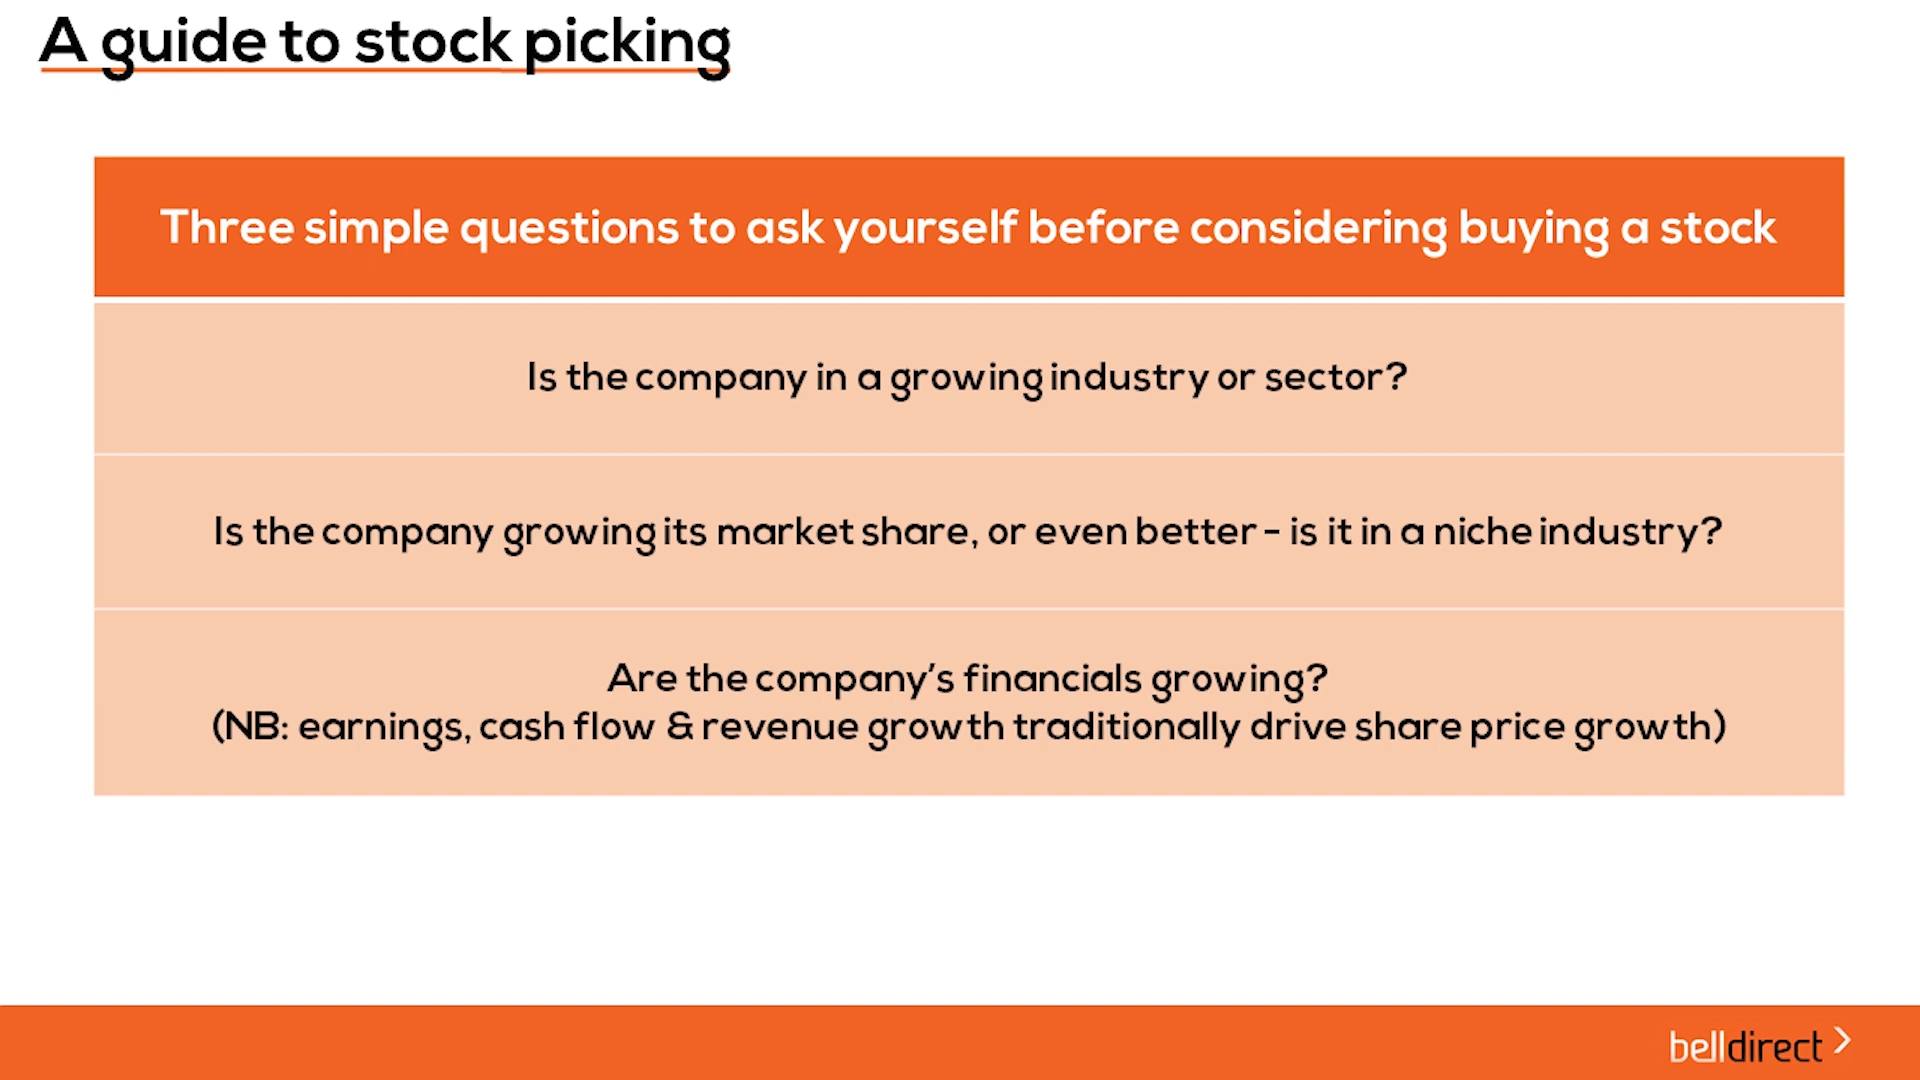 A guide to stock picking
Three simple questions to ask yourself before considering buying a stock
Is the company in a growing industry or sector?
Is the company growing its market share, or even better - is it in a niche industry?
Are the company's financials growing?
(NB: earnings, cash flow & revenue growth traditionally drive share price growth)
belldirect